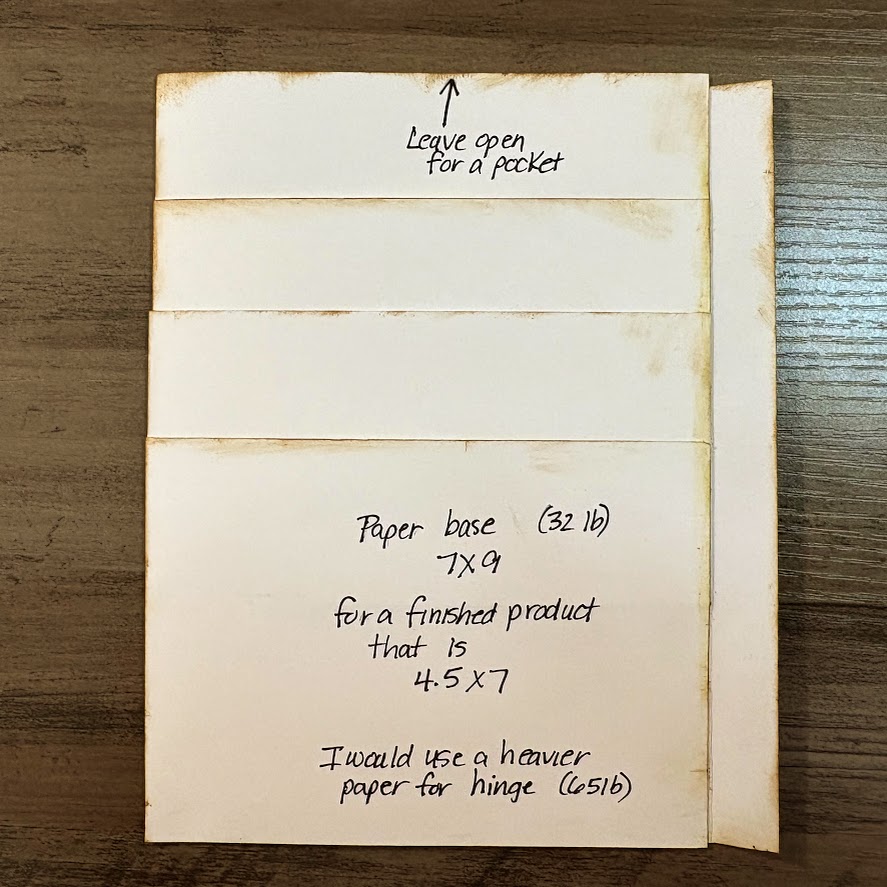 Leave open
for a pocket
Paper base (32 lb)
7x9
for a finished product
that is
4.5x7
I would use a heavier
paper for hinge (65lb)